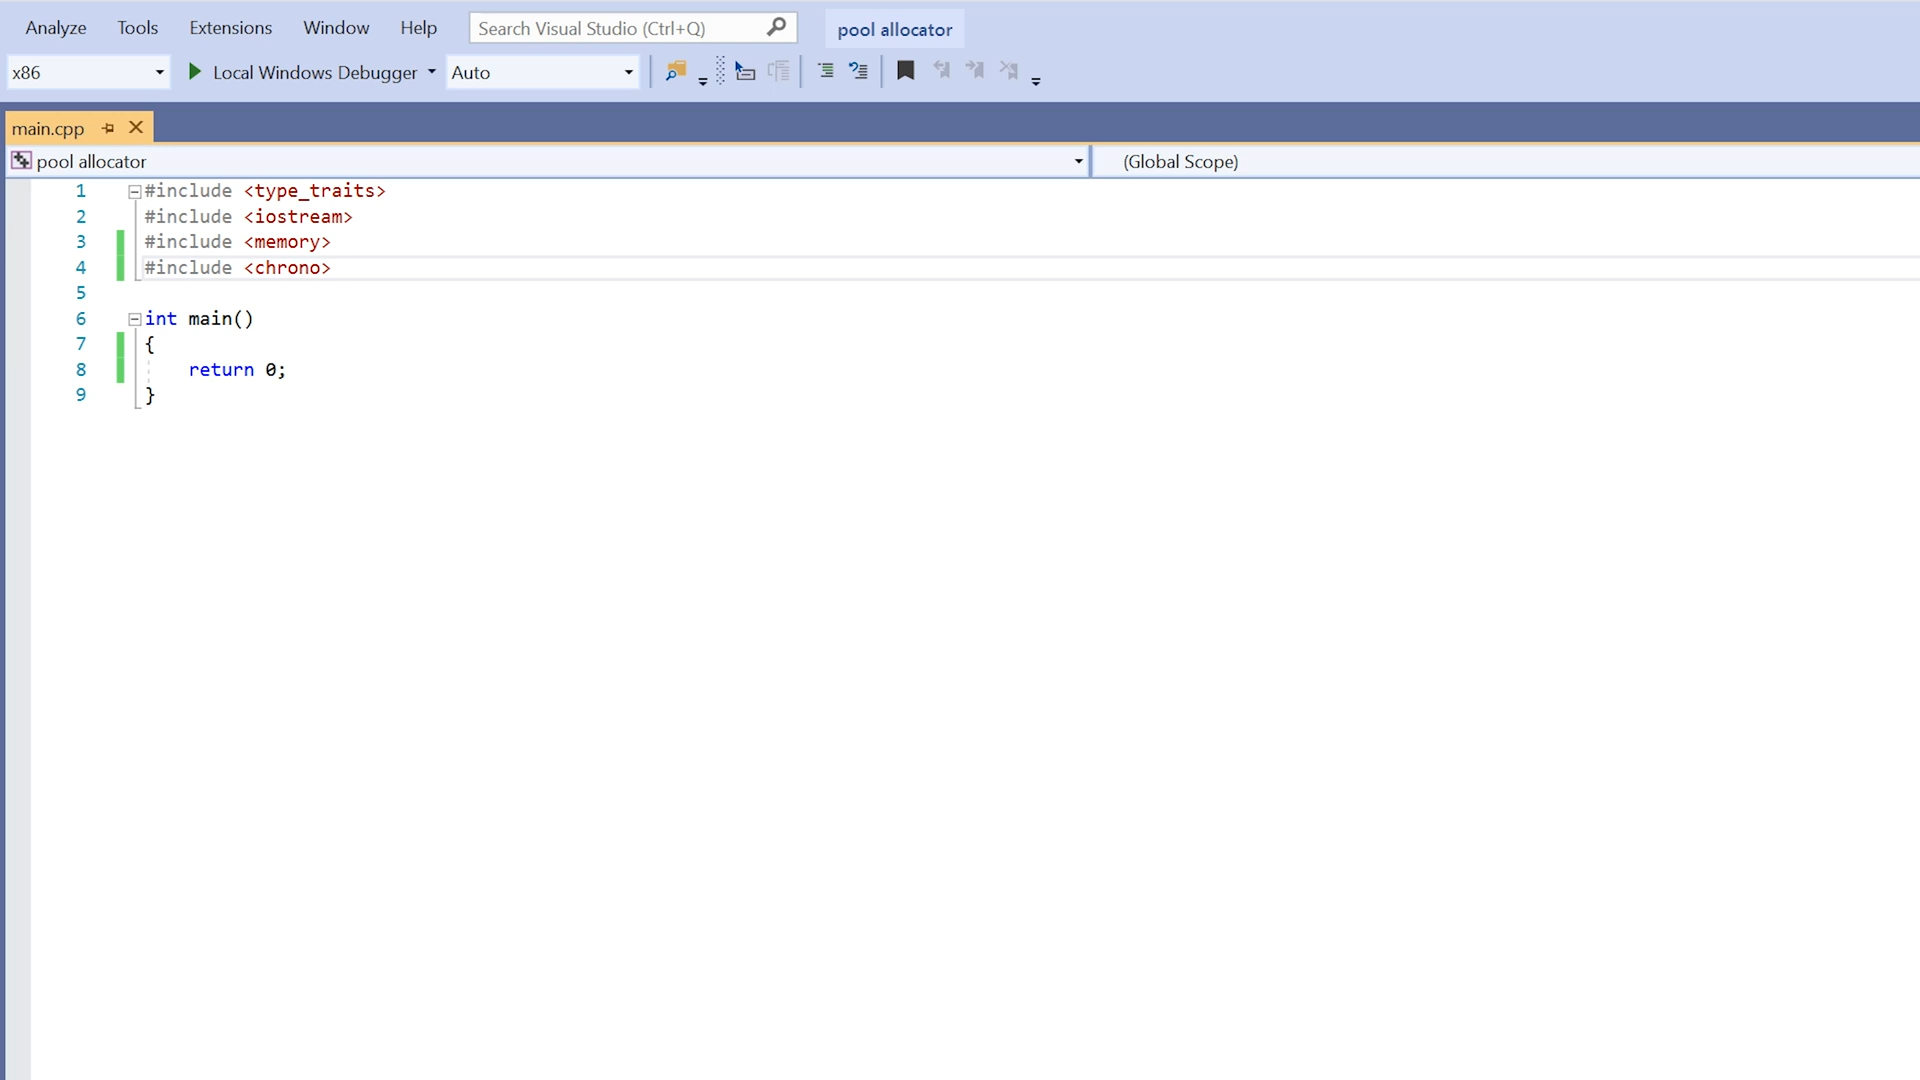 Analyze Tools Extensions Window Help Search Visual Studio (Ctrl+Q) pool allocator
x86 Local Windows Debugger Auto
main.cpp
pool allocator (Global Scope)
1 #include <type_traits>
2 #include <iostream>
3 #include <memory>
4 #include <chrono>
5
6 int main()
7 {
8 return 0;
9 }